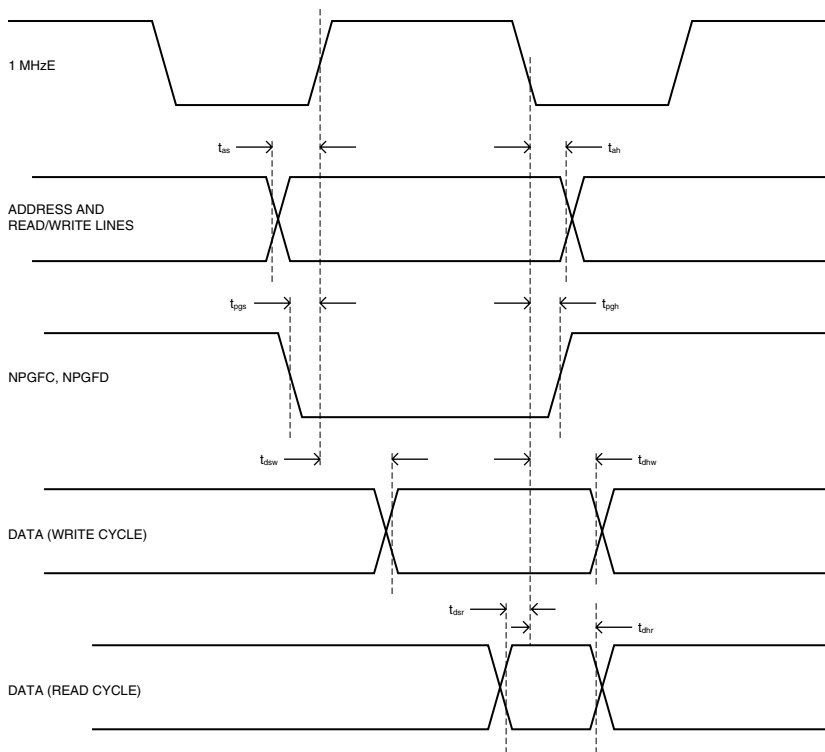 1 MHzE
tas
tah
ADDRESS AND
READ/WRITE LINES
tpgs
tpgh
NPGFC, NPGFD
tdsw
tdhw
DATA (WRITE CYCLE)
tdsr
tdhr
DATA (READ CYCLE)